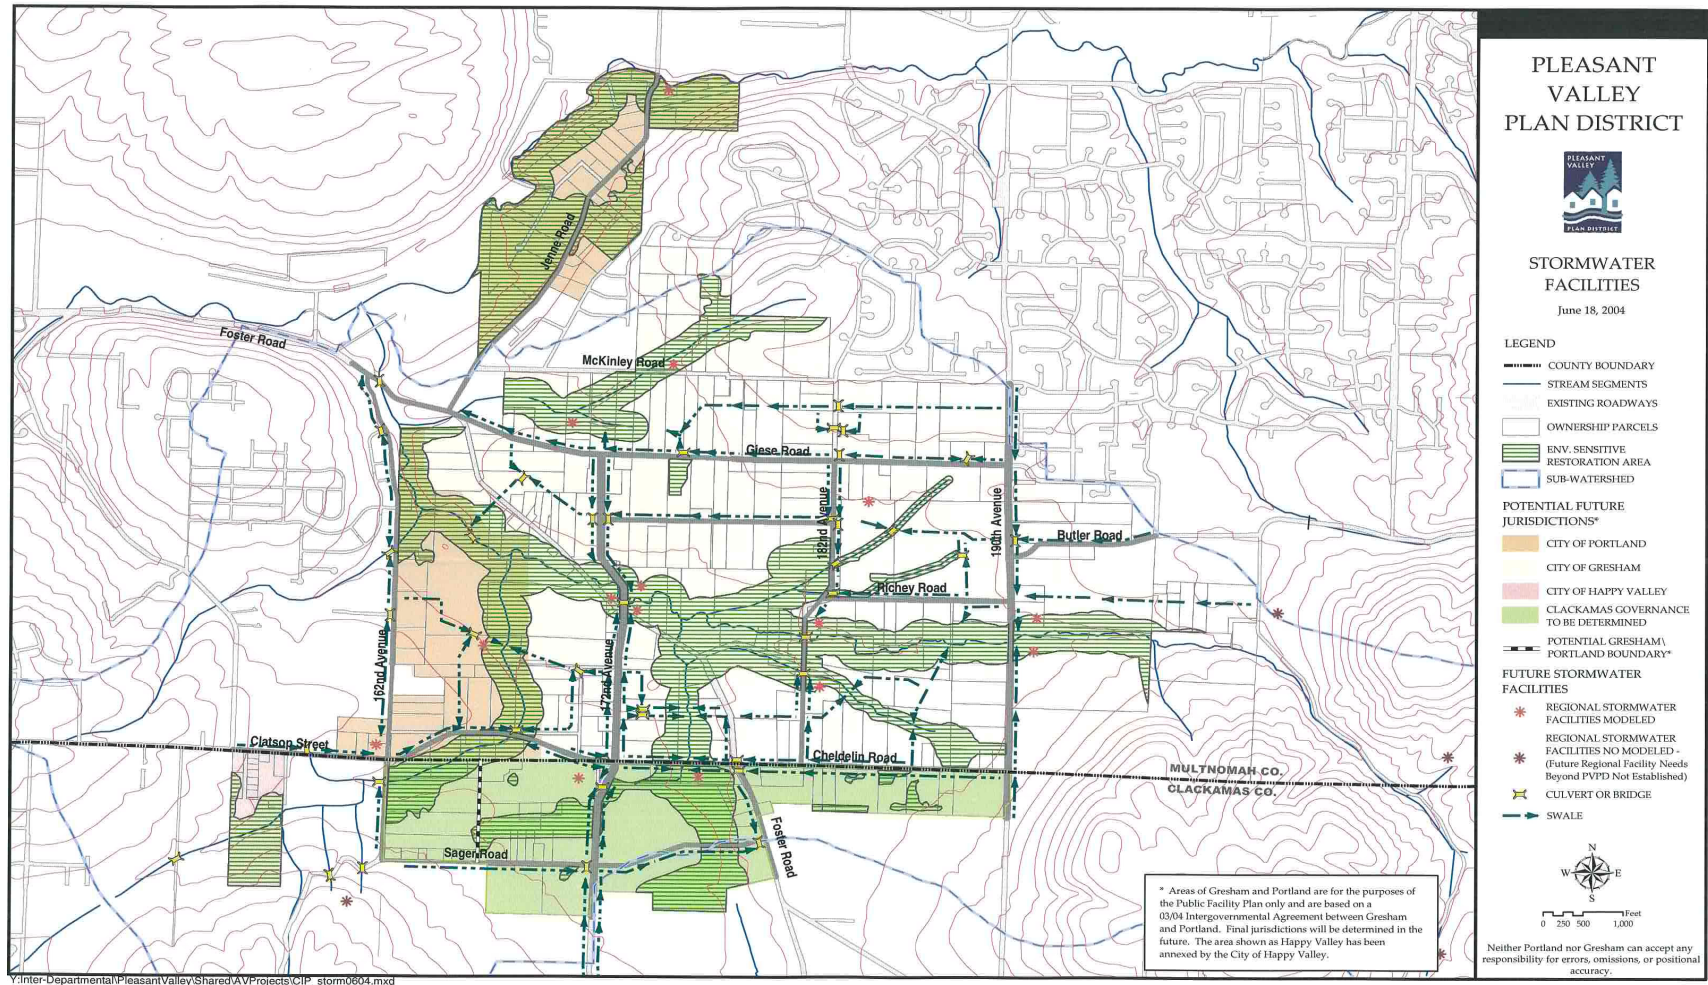 PLEASANT
VALLEY
PLAN DISTRICT
PLEASANT
VALLEY
PLAN DISTRICT
STORMWATER
FACILITIES
June 18, 2004
LEGEND
COUNTY BOUNDARY
STREAM SEGMENTS
EXISTING ROADWAYS
OWNERSHIP PARCELS
ENV. SENSITIVE
RESTORATION AREA
SUB-WATERSHED
POTENTIAL FUTURE
JURISDICTIONS*
CITY OF PORTLAND
CITY OF GRESHAM
CITY OF HAPPY VALLEY
CLACKAMAS GOVERNANCE
TO BE DETERMINED
POTENTIAL GRESHAM\
PORTLAND BOUNDARY*
FUTURE STORMWATER
FACILITIES
REGIONAL STORMWATER
FACILITIES MODELED
REGIONAL STORMWATER
FACILITIES NO MODELED -
(Future Regional Facility Needs
Beyond PVPD Not Established)
CULVERT OR BRIDGE
SWALE
N
W E
S
0 250 500 1,000
Feet
Neither Portland nor Gresham can accept any
responsibility for errors, omissions, or positional
accuracy.
Jenne Road
Foster Road
McKinley Road
Giese Road
182nd Avenue
190th Avenue
Butler Road
Richey Road
162nd Avenue
172nd Avenue
Clatsop Street
Cheldelin Road
MULTNOMAH CO.
CLACKAMAS CO.
Sager Road
Foster Road
* Areas of Gresham and Portland are for the purposes of
the Public Facility Plan only and are based on a
03/04 Intergovernmental Agreement between Gresham
and Portland. Final jurisdictions will be determined in the
future. The area shown as Happy Valley has been
annexed by the City of Happy Valley.
Y:\Inter-Departmental\PleasantValley\Shared\AVProjects\CIP_storm0604.mxd